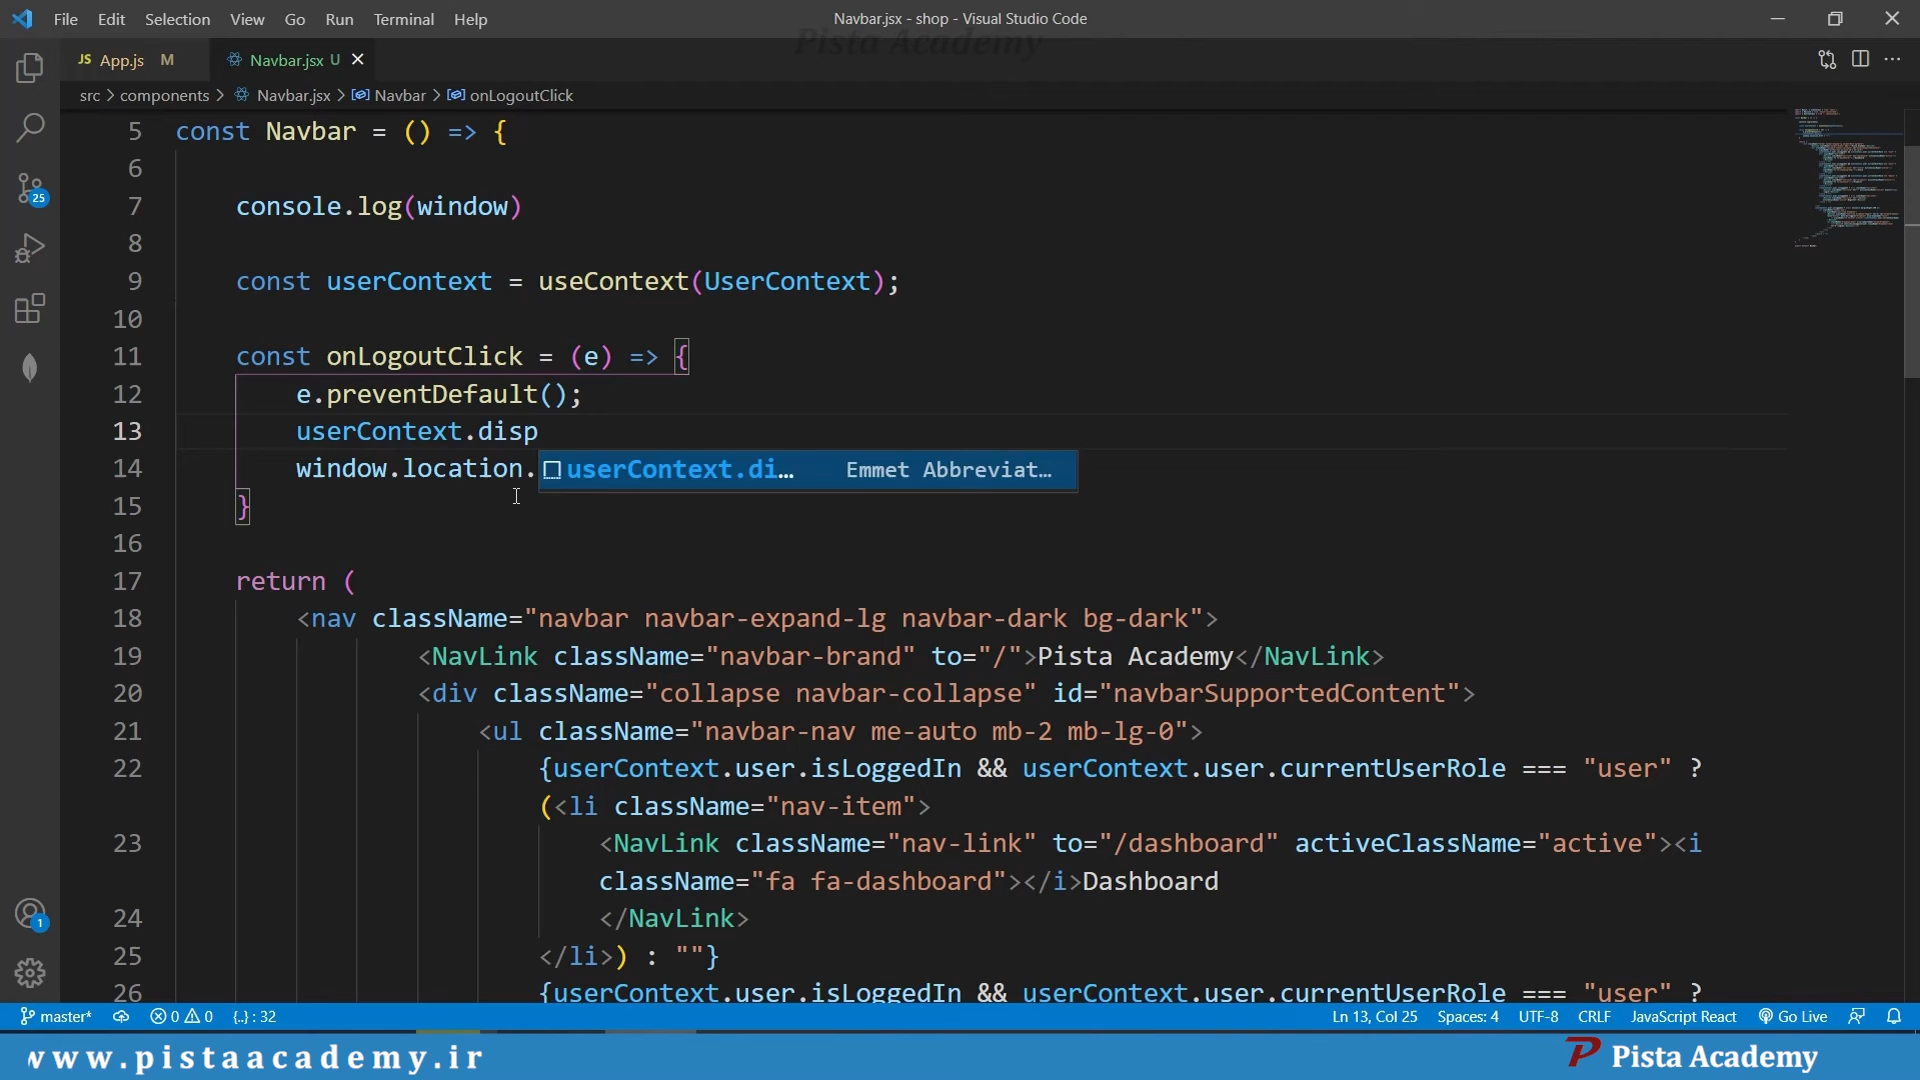 File Edit Selection View Go Run Terminal Help Navbar.jsx - shop - Visual Studio Code
Pista Academy
JS App.js M Navbar.jsx U
src > components > Navbar.jsx > Navbar > onLogoutClick
5 const Navbar = () => {
6
7 console.log(window)
8
9 const userContext = useContext(UserContext);
10
11 const onLogoutClick = (e) => {
12 e.preventDefault();
13 userContext.disp
14 window.location. userContext.di… Emmet Abbreviat…
15 }
16
17 return (
18 <nav className="navbar navbar-expand-lg navbar-dark bg-dark">
19 <NavLink className="navbar-brand" to="/">Pista Academy</NavLink>
20 <div className="collapse navbar-collapse" id="navbarSupportedContent">
21 <ul className="navbar-nav me-auto mb-2 mb-lg-0">
22 {userContext.user.isLoggedIn && userContext.user.currentUserRole === "user" ?
(<li className="nav-item">
23 <NavLink className="nav-link" to="/dashboard" activeClassName="active"><i
className="fa fa-dashboard"></i>Dashboard
24 </NavLink>
25 </li>) : ""}
26 {userContext.user.isLoggedIn && userContext.user.currentUserRole === "user" ?
25
1
master* 0 0 {..} : 32 Ln 13, Col 25 Spaces: 4 UTF-8 CRLF JavaScript React Go Live
www.pistaacademy.ir Pista Academy